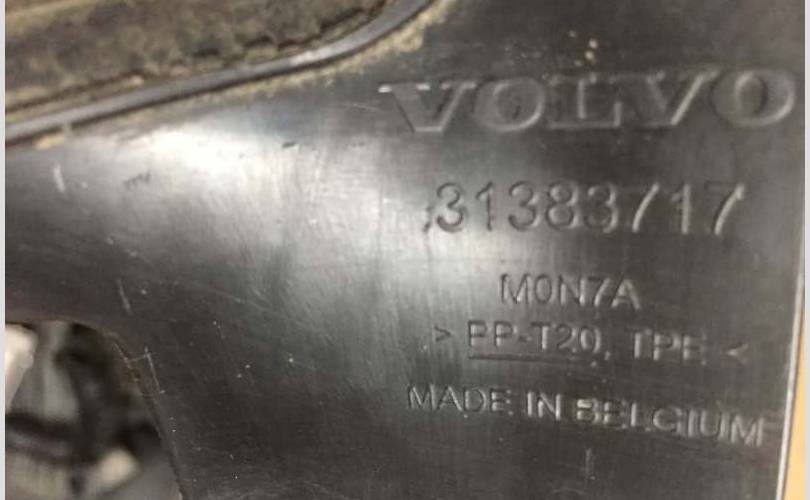 VOLVO
31383717
M0N7A
> PP-T20, TPE <
MADE IN BELGIUM